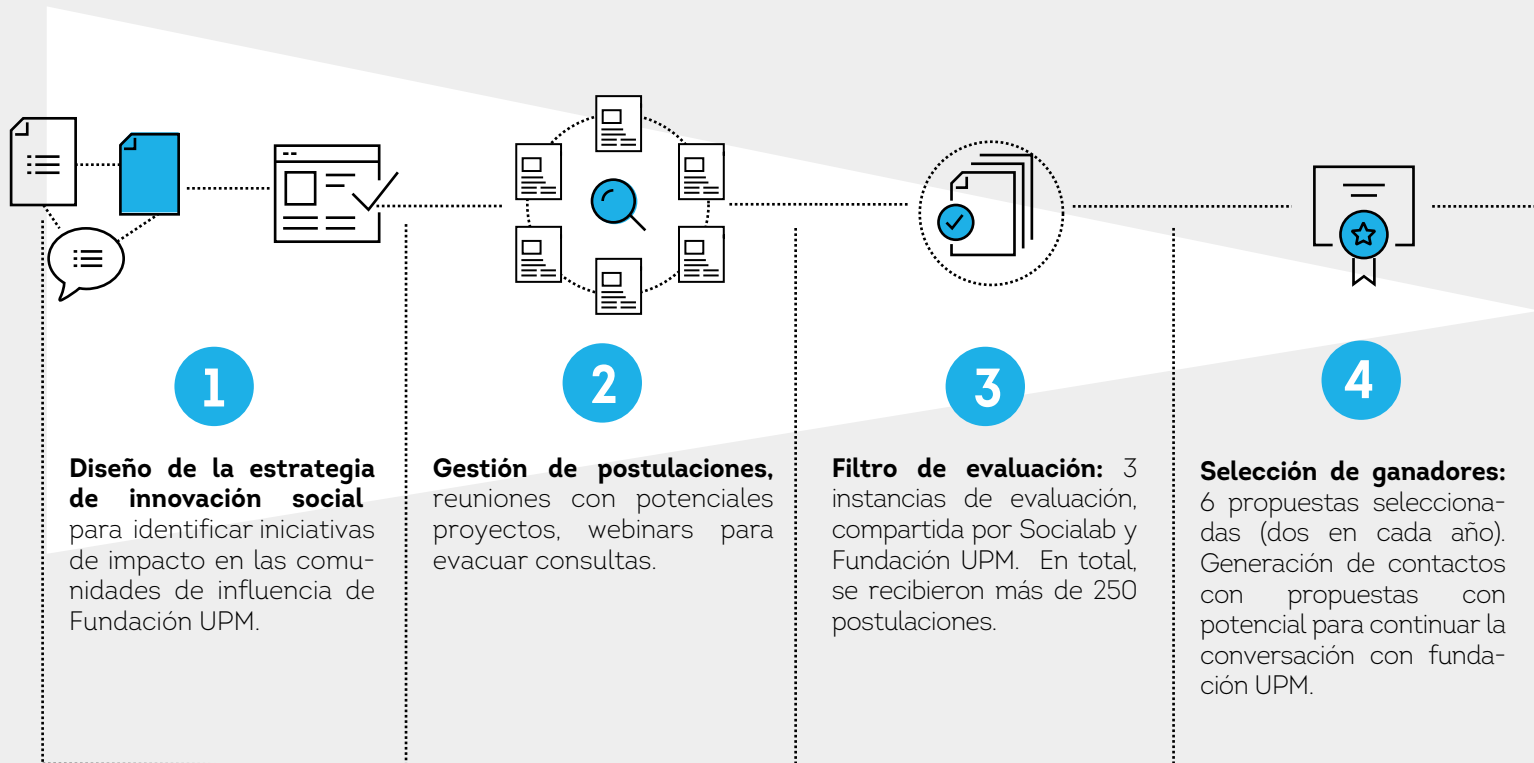 1
Diseño de la estrategia
de innovación social
para identificar iniciativas
de impacto en las comu-
nidades de influencia de
Fundación UPM.
2
Gestión de postulaciones,
reuniones con potenciales
proyectos, webinars para
evacuar consultas.
3
Filtro de evaluación: 3
instancias de evaluación,
compartida por Socialab y
Fundación UPM. En total,
se recibieron más de 250
postulaciones.
4
Selección de ganadores:
6 propuestas selecciona-
das (dos en cada año).
Generación de contactos
con propuestas con
potencial para continuar la
conversación con funda-
ción UPM.